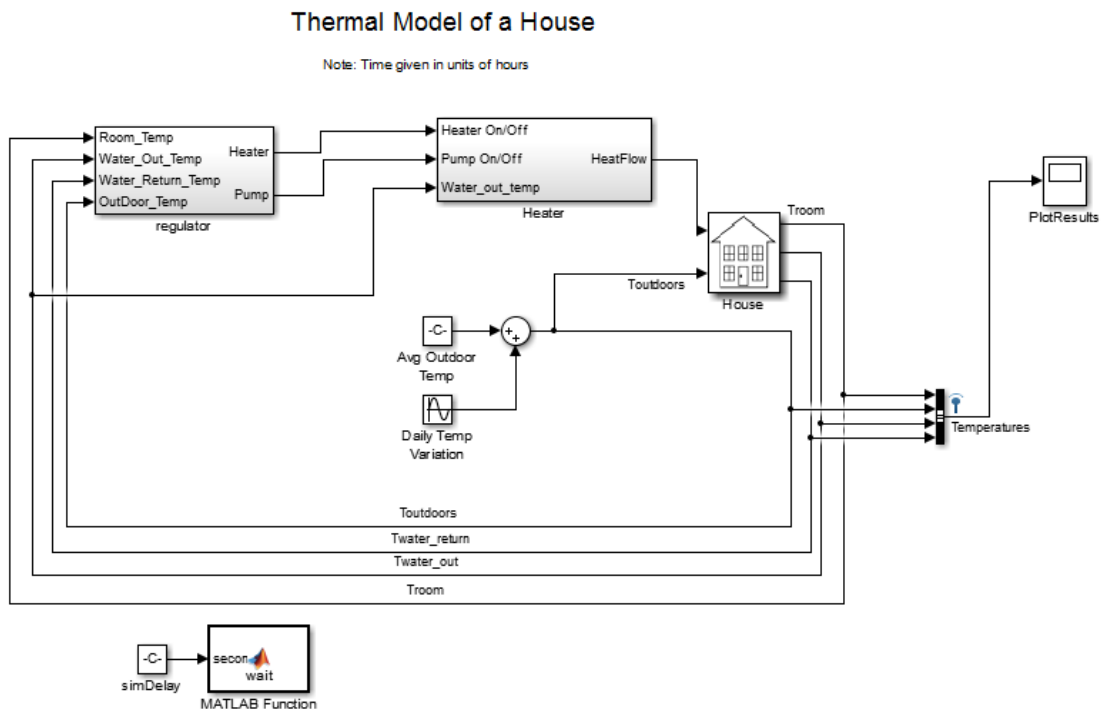 Thermal Model of a House
Note: Time given in units of hours
Room_Temp
Water_Out_Temp
Water_Return_Temp
OutDoor_Temp
Heater
Pump
regulator
Heater On/Off
Pump On/Off
Water_out_temp
HeatFlow
Heater
Troom
PlotResults
Toutdoors
House
-C-
Avg Outdoor
Temp
+
+
Daily Temp
Variation
Temperatures
Toutdoors
Twater_return
Twater_out
Troom
-C-
simDelay
secon
wait
MATLAB Function